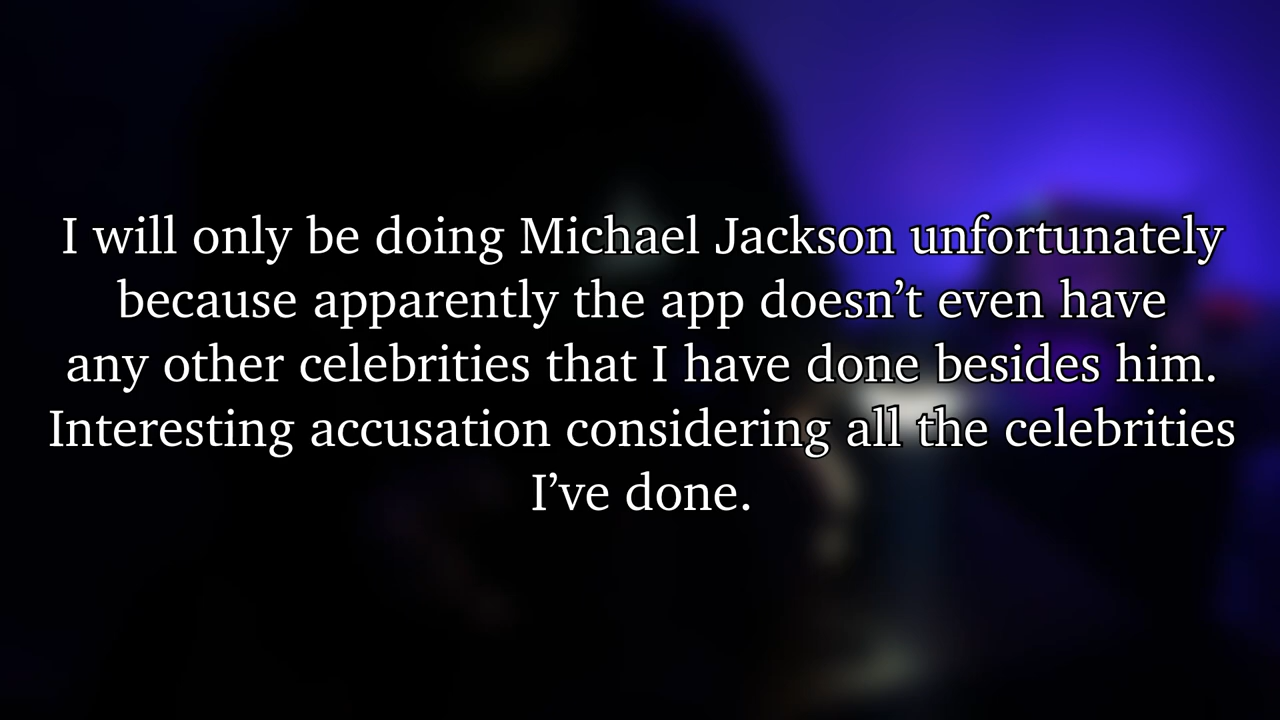 I will only be doing Michael Jackson unfortunately
because apparently the app doesn’t even have
any other celebrities that I have done besides him.
Interesting accusation considering all the celebrities
I’ve done.